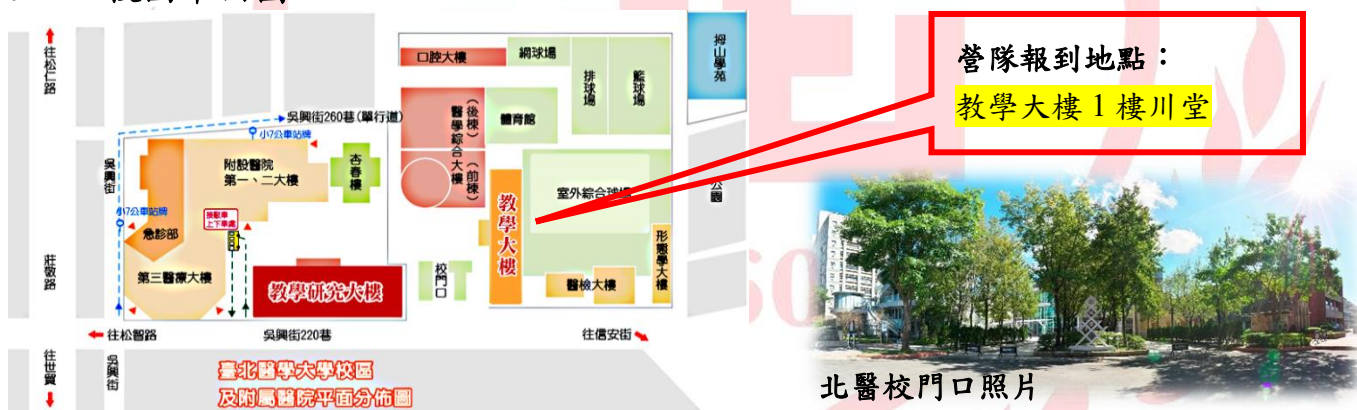 往松仁路
口腔大樓
網球場
排球場
籃球場
拇山學苑
營隊報到地點：
教學大樓 1 樓川堂
吳興街260巷(單行道)
小7公車站牌
醫學綜合大樓
(後棟)
(前棟)
體育館
吳興街
附設醫院
第一、二大樓
杏春樓
教學大樓
室外綜合球場
公園
小7公車站牌
接駁車
上下車處
急診部
莊敬路
第三醫療大樓
教學研究大樓
校門口
醫檢大樓
形態學大樓
往松智路
吳興街220巷
往信安街
往世貿
吳興街
臺北醫學大學校區
及附屬醫院平面分佈圖
北醫校門口照片